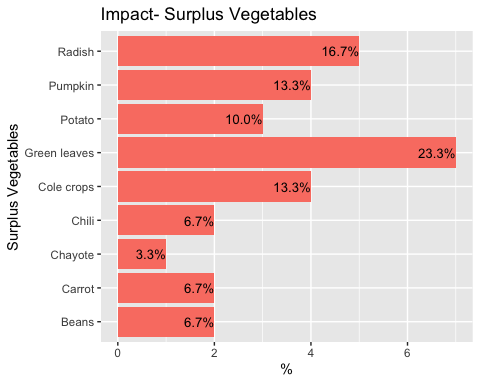 Impact- Surplus Vegetables
Surplus Vegetables
Radish 16.7%
Pumpkin 13.3%
Potato 10.0%
Green leaves 23.3%
Cole crops 13.3%
Chili 6.7%
Chayote 3.3%
Carrot 6.7%
Beans 6.7%
0 2 4 6
%